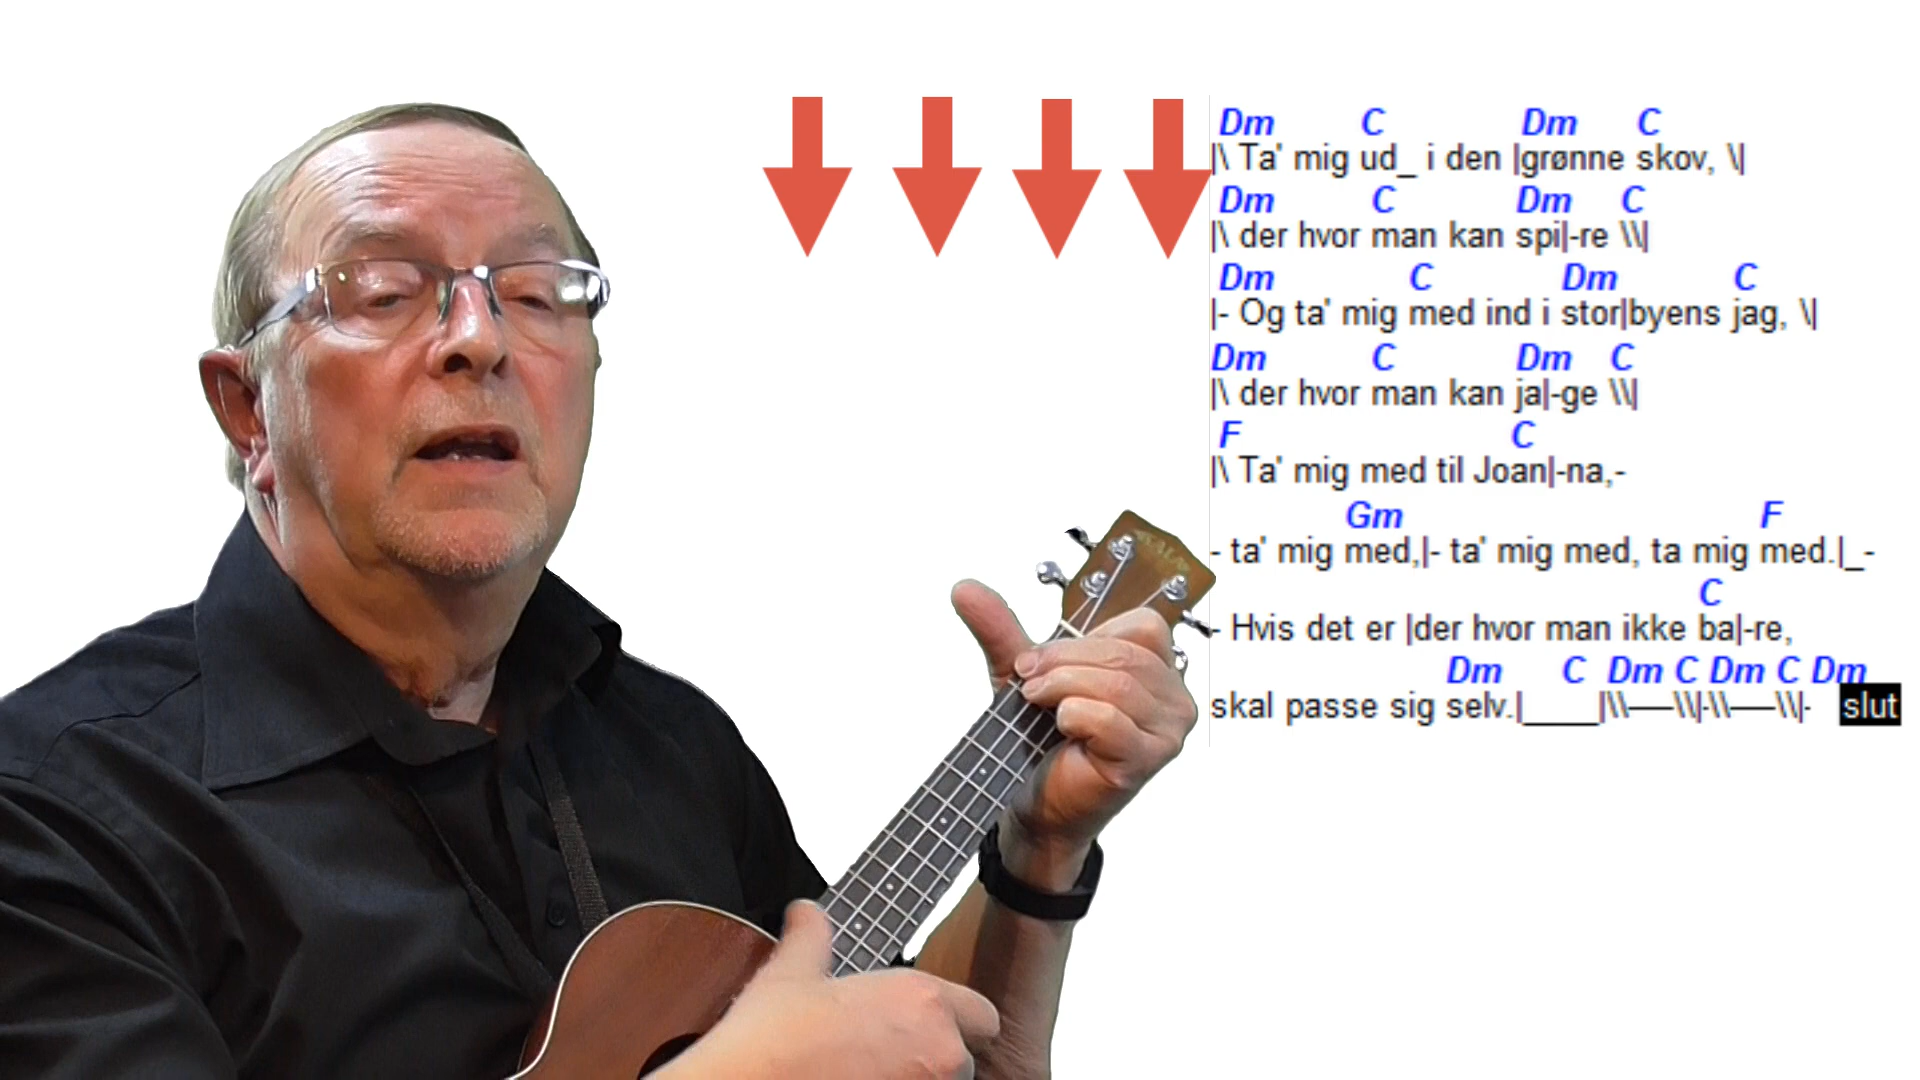 Dm C Dm C
|\ Ta' mig ud_ i den |grønne skov, \|
Dm C Dm C
|\ der hvor man kan spi|-re \\|
Dm C Dm C
|- Og ta' mig med ind i stor|byens jag, \|
Dm C Dm C
|\ der hvor man kan ja|-ge \\|
F C
|\ Ta' mig med til Joan|-na,-
Gm F
- ta' mig med,|- ta' mig med, ta mig med.|_-
C
- Hvis det er |der hvor man ikke ba|-re,
Dm C Dm C Dm C Dm
skal passe sig selv.|____|\\—\\|-\\—\\|- slut